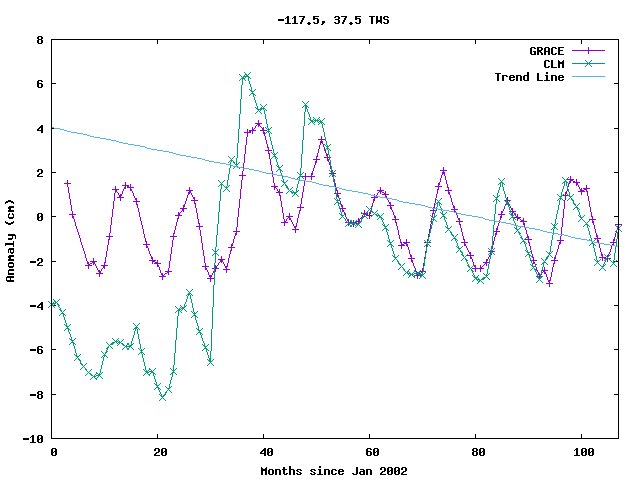 -117.5, 37.5 TWS
GRACE
CLM
Trend Line
8
6
4
2
0
-2
-4
-6
-8
-10
Anomaly (cm)
0 20 40 60 80 100
Months since Jan 2002